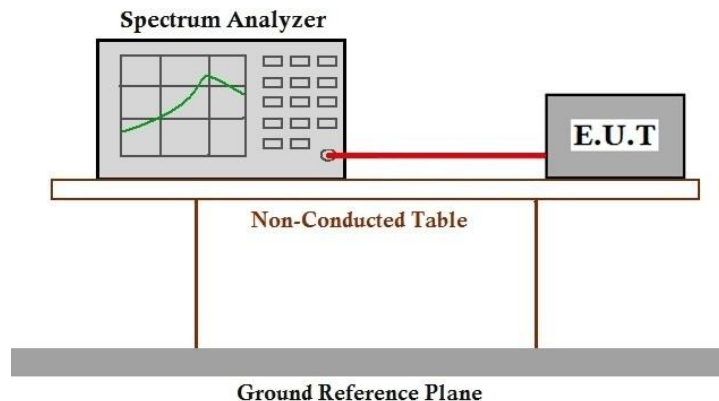 Spectrum Analyzer
E.U.T
Non-Conducted Table
Ground Reference Plane